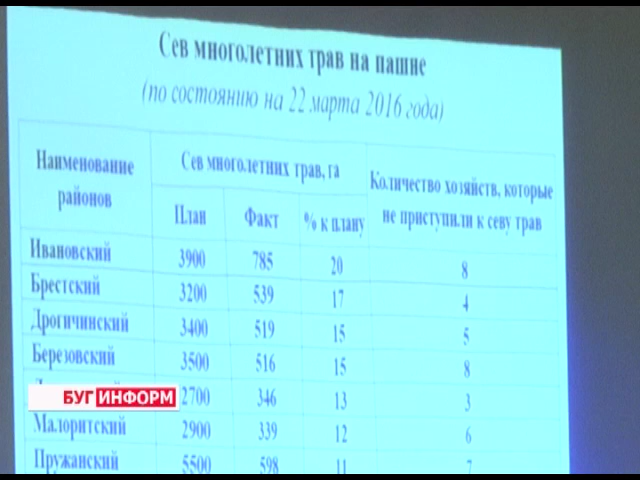 Сев многолетних трав на пашне
(по состоянию на 22 марта 2016 года)
Наименование районов Сев многолетних трав, га Количество хозяйств, которые не приступили к севу трав
План Факт % к плану
Ивановский 3900 785 20 8
Брестский 3200 539 17 4
Дрогичинский 3400 519 15 5
Березовский 3500 516 15 8
2700 346 13 3
Малоритский 2900 339 12 6
Пружанский 5500 598 11 7
БУГ ИНФОРМ